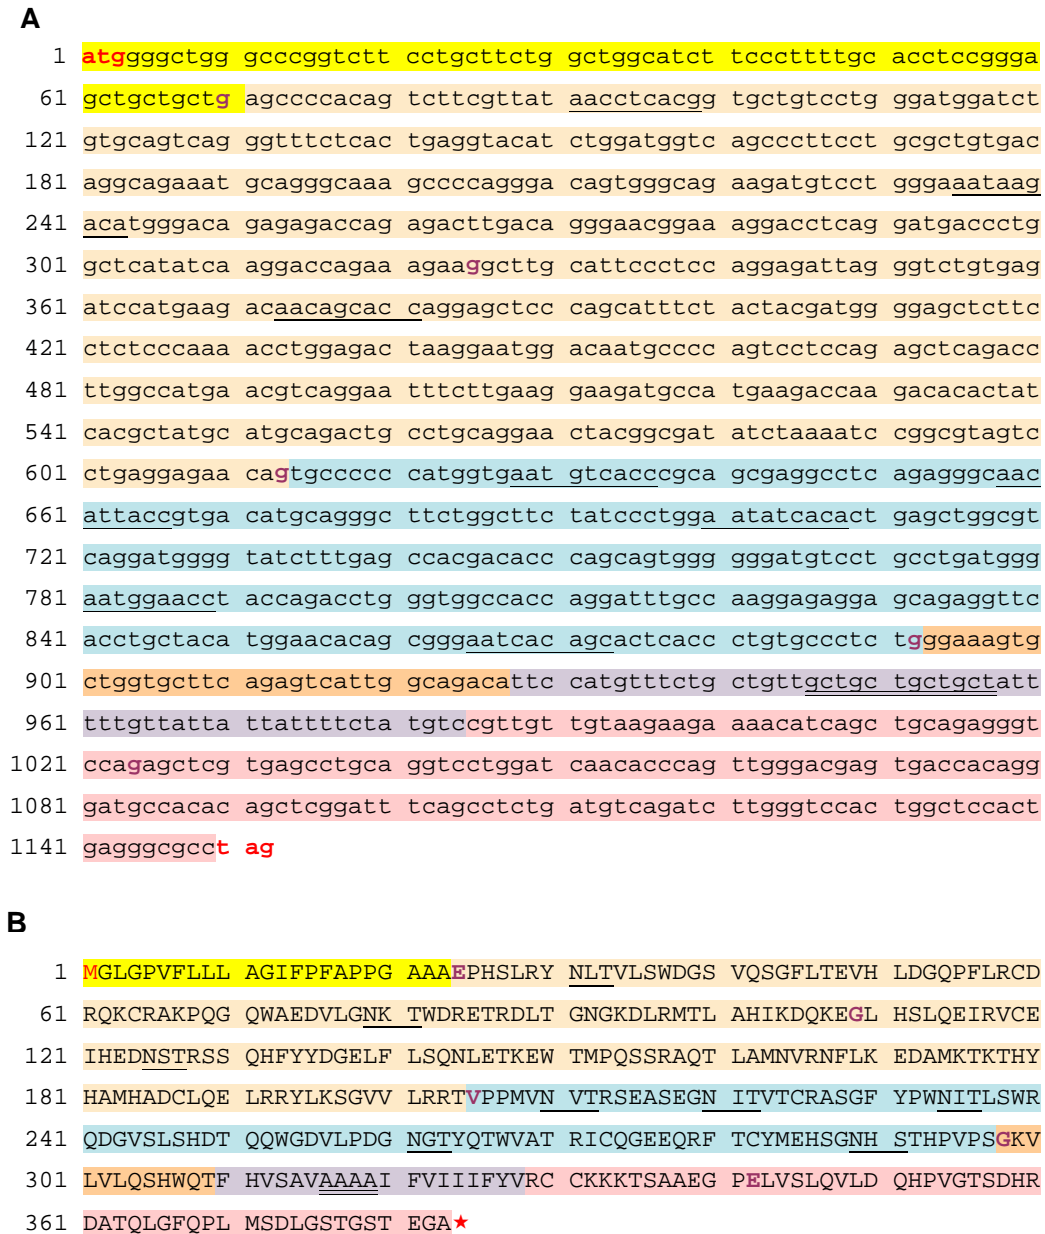 A
1 atggggctgg gcccggtctt cctgcttctg gctggcatct tcccttttgc acctccggga
61 gctgctgctg agccccacag tcttcgttat aacctcacgg tgctgtcctg ggatggatct
121 gtgcagtcag ggtttctcac tgaggtacat ctggatggtc agcccttcct gcgctgtgac
181 aggcagaaat gcagggcaaa gccccaggga cagtgggcag aagatgtcct gggaaataag
241 acatgggaca gagagaccag agacttgaca gggaacggaa aggacctcag gatgaccctg
301 gctcatatca aggaccagaa agaaggcttg cattccctcc aggagattag ggtctgtgag
361 atccatgaag acaacagcac caggagctcc cagcatttct actacgatgg ggagctcttc
421 ctctcccaaa acctggagac taaggaatgg acaatgcccc agtcctccag agctcagacc
481 ttggccatga acgtcaggaa tttcttgaag gaagatgcca tgaagaccaa gacacactat
541 cacgctatgc atgcagactg cctgcaggaa ctacggcgat atctaaaatc cggcgtagtc
601 ctgaggagaa cagtgccccc catggtgaat gtcacccgca gcgaggcctc agagggcaac
661 attaccgtga catgcagggc ttctggcttc tatccctgga atatcacact gagctggcgt
721 caggatgggg tatctttgag ccacgacacc cagcagtggg gggatgtcct gcctgatggg
781 aatggaacct accagacctg ggtggccacc aggatttgcc aaggagagga gcagaggttc
841 acctgctaca tggaacacag cgggaatcac agcactcacc ctgtgccctc tgggaaagtg
901 ctggtgcttc agagtcattg gcagacattc catgtttctg ctgttgctgc tgctgctatt
961 tttgttatta ttattttcta tgtccgttgt tgtaagaaga aaacatcagc tgcagagggt
1021 ccagagctcg tgagcctgca ggtcctggat caacacccag ttgggacgag tgaccacagg
1081 gatgccacac agctcggatt tcagcctctg atgtcagatc ttgggtccac tggctccact
1141 gagggcgcct ag
B
1 MGLGPVFLLL AGIFPFAPPG AAAEPHSLRY NLTVLSWDGS VQSGFLTEVH LDGQPFLRCD
61 RQKCRAKPQG QWAEDVLGNK TWDRETRDLT GNGKDLRMTL AHIKDQKEGL HSLQEIRVCE
121 IHEDNSTRSS QHFYYDGELF LSQNLETKEW TMPQSSRAQT LAMNVRNFLK EDAMKTKTHY
181 HAMHADCLQE LRRYLKSGVV LRRTVPPMVN VTRSEASEGN ITVTCRASGF YPWNITLSWR
241 QDGVSLSHDT QQWGDVLPDG NGTYQTWVAT RICQGEEQRF TCYMEHSGNH STHPVPSGKV
301 LVLQSHWQTF HVSAVAAAAI FVIIIFYVRC CKKKTSAAEG PELVSLQVLD QHPVGTSDHR
361 DATQLGFQPL MSDLGSTGST EGA★